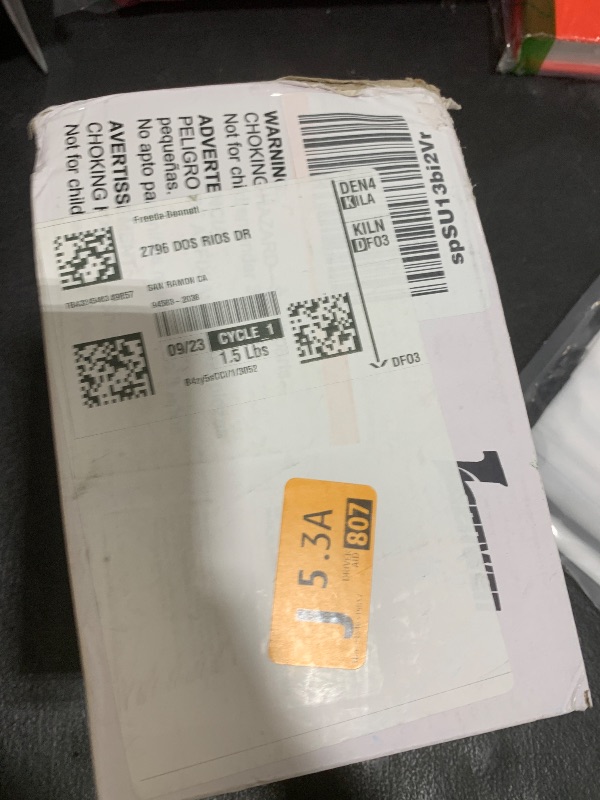 WARNIN
CHOKING
Not for chi
ADVERTE
PELIGRO
pequeñas.
No apto pa
AVERTISS
CHOKING
Not for child
spSU13bi2Vr
DEN4
KILA
KILN
DF03
DF03
2796 DOS RIOS DR
SAN RAMON CA
09/23
CYCLE 1
1.5 Lbs
J 5.3A
807